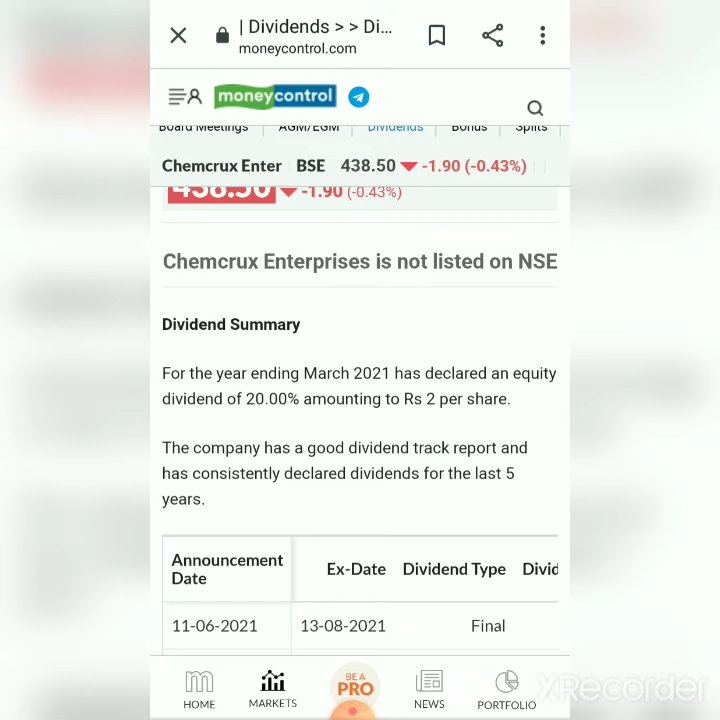 | Dividends > > Di...
moneycontrol.com
moneycontrol
Board Meetings AGM/EGM Dividends Bonus Splits
Chemcrux Enter BSE 438.50 -1.90 (-0.43%)
438.50 -1.90 (-0.43%)
Chemcrux Enterprises is not listed on NSE
Dividend Summary
For the year ending March 2021 has declared an equity
dividend of 20.00% amounting to Rs 2 per share.
The company has a good dividend track report and
has consistently declared dividends for the last 5
years.
Announcement
Date
Ex-Date Dividend Type Divid
11-06-2021 13-08-2021 Final
BE A
PRO
HOME MARKETS NEWS PORTFOLIO
XRecorder